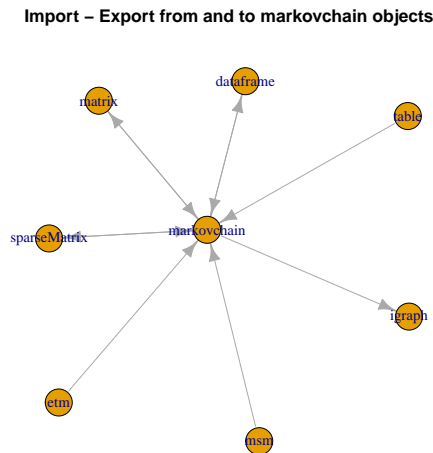 Import − Export from and to markovchain objects
dataframe
matrix
table
markovchain
sparseMatrix
igraph
etm
msm